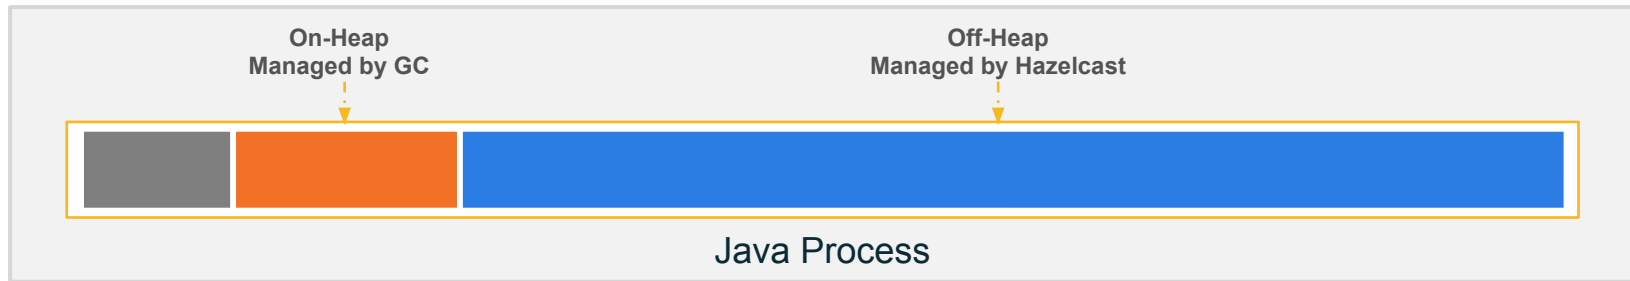 On-Heap
Managed by GC
Off-Heap
Managed by Hazelcast
Java Process